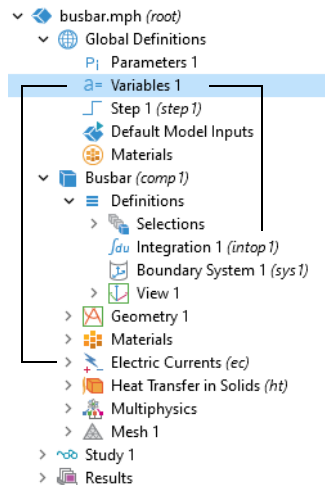 busbar.mph (root)
Global Definitions
Pi Parameters 1
a= Variables 1
Step 1 (step1)
Default Model Inputs
Materials
Busbar (comp1)
Definitions
Selections
∫du Integration 1 (intop1)
Boundary System 1 (sys1)
View 1
Geometry 1
Materials
Electric Currents (ec)
Heat Transfer in Solids (ht)
Multiphysics
Mesh 1
Study 1
Results